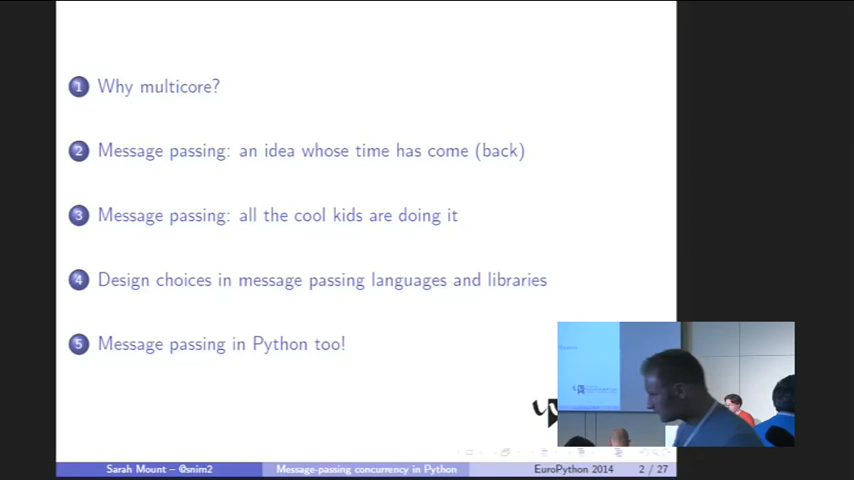 1 Why multicore?
2 Message passing: an idea whose time has come (back)
3 Message passing: all the cool kids are doing it
4 Design choices in message passing languages and libraries
5 Message passing in Python too!
Sarah Mount – @snim2 Message-passing concurrency in Python EuroPython 2014 2 / 27